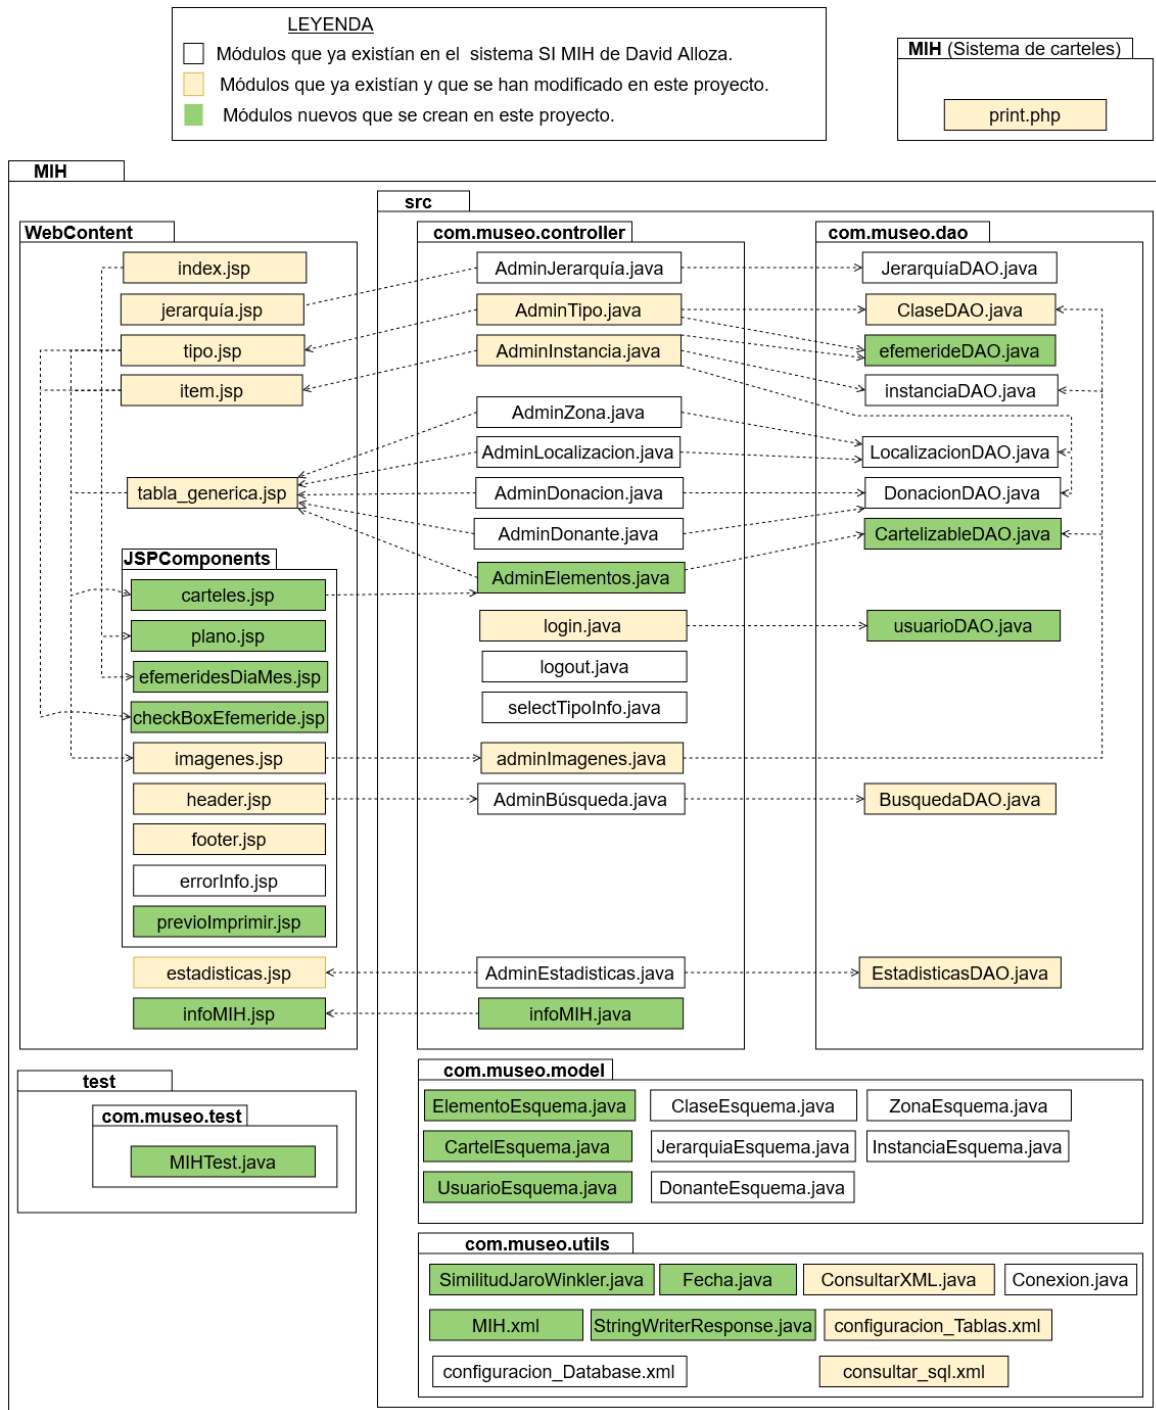 LEYENDA
Módulos que ya existían en el sistema SI MIH de David Alloza.
Módulos que ya existían y que se han modificado en este proyecto.
Módulos nuevos que se crean en este proyecto.
MIH (Sistema de carteles)
print.php
MIH
WebContent
index.jsp
jerarquía.jsp
tipo.jsp
item.jsp
tabla_generica.jsp
JSPComponents
carteles.jsp
plano.jsp
efemeridesDiaMes.jsp
checkBoxEfemeride.jsp
imagenes.jsp
header.jsp
footer.jsp
errorInfo.jsp
previoImprimir.jsp
estadisticas.jsp
infoMIH.jsp
test
com.museo.test
MIHTest.java
src
com.museo.controller
AdminJerarquía.java
AdminTipo.java
AdminInstancia.java
AdminZona.java
AdminLocalizacion.java
AdminDonacion.java
AdminDonante.java
AdminElementos.java
login.java
logout.java
selectTipoInfo.java
adminImagenes.java
AdminBúsqueda.java
AdminEstadisticas.java
infoMIH.java
com.museo.dao
JerarquíaDAO.java
ClaseDAO.java
efemerideDAO.java
instanciaDAO.java
LocalizacionDAO.java
DonacionDAO.java
CartelizableDAO.java
usuarioDAO.java
BusquedaDAO.java
EstadisticasDAO.java
com.museo.model
ElementoEsquema.java
ClaseEsquema.java
ZonaEsquema.java
CartelEsquema.java
JerarquiaEsquema.java
InstanciaEsquema.java
UsuarioEsquema.java
DonanteEsquema.java
com.museo.utils
SimilitudJaroWinkler.java
Fecha.java
ConsultarXML.java
Conexion.java
MIH.xml
StringWriterResponse.java
configuracion_Tablas.xml
configuracion_Database.xml
consultar_sql.xml